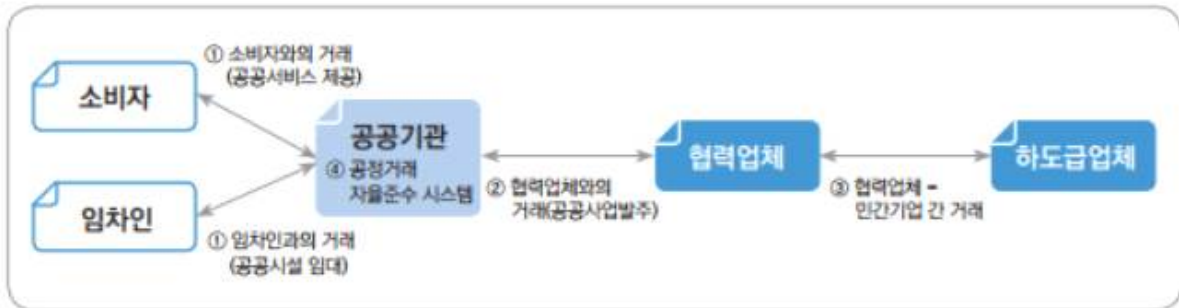 소비자
① 소비자와의 거래
(공공서비스 제공)
임차인
① 임차인과의 거래
(공공시설 임대)
공공기관
④ 공정거래
자율준수 시스템
② 협력업체와의
거래(공공사업발주)
협력업체
③ 협력업체 -
민간기업 간 거래
하도급업체